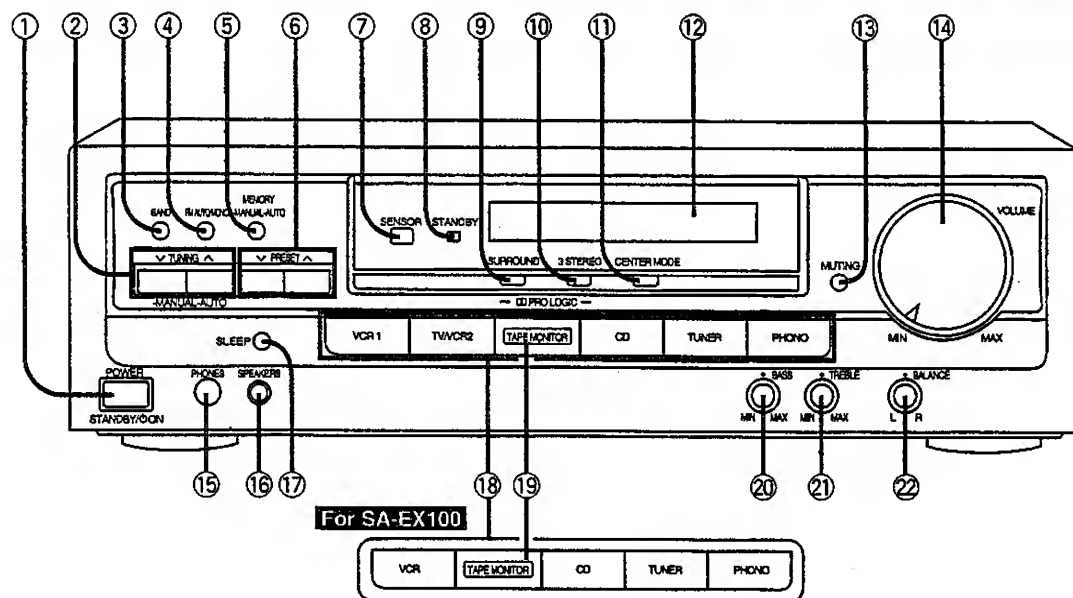 ① ② ③ ④ ⑤ ⑥ ⑦ ⑧ ⑨ ⑩ ⑪ ⑫ ⑬ ⑭
BAND FM AUTO/MONO MEMORY
-MANUAL-AUTO
SENSOR STANDBY
VOLUME
∨ TUNING ∧ ∨ PRESET ∧
-MANUAL-AUTO
SURROUND 3 STEREO CENTER MODE
MUTING
PRO LOGIC
MIN MAX
VCR 1 TV/VCR2 TAPE MONITOR CD TUNER PHONO
SLEEP
POWER
STANDBY/⏻ON
PHONES SPEAKERS
BASS TREBLE BALANCE
MIN MAX MIN MAX L R
⑮ ⑯ ⑰ ⑱ ⑲ ⑳ ㉑ ㉒
For SA-EX100
VCR TAPE MONITOR CD TUNER PHONO